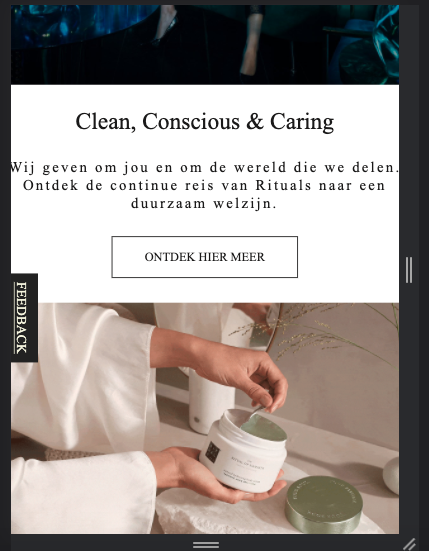 Clean, Conscious & Caring
Wij geven om jou en om de wereld die we delen.
Ontdek de continue reis van Rituals naar een
duurzaam welzijn.
ONTDEK HIER MEER
FEEDBACK